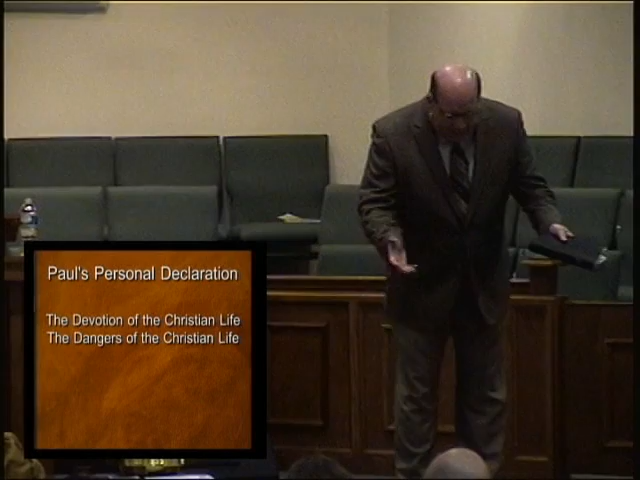 Paul's Personal Declaration
The Devotion of the Christian Life
The Dangers of the Christian Life